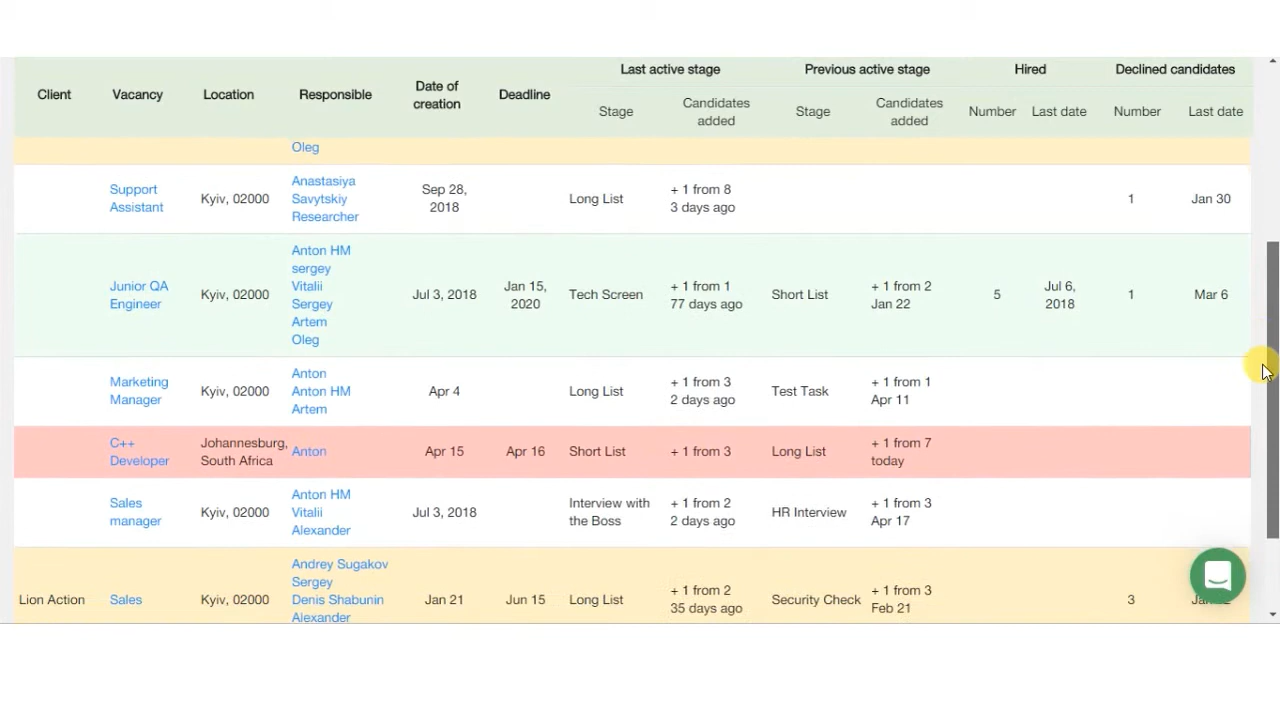 Last active stage Previous active stage Hired Declined candidates
Client Vacancy Location Responsible Date of creation Deadline
Stage Candidates added Stage Candidates added Number Last date Number Last date
Oleg
Support Assistant Kyiv, 02000 Anastasiya Savytskiy Researcher Sep 28, 2018 Long List + 1 from 8 3 days ago 1 Jan 30
Junior QA Engineer Kyiv, 02000 Anton HM sergey Vitalii Sergey Artem Oleg Jul 3, 2018 Jan 15, 2020 Tech Screen + 1 from 1 77 days ago Short List + 1 from 2 Jan 22 5 Jul 6, 2018 1 Mar 6
Marketing Manager Kyiv, 02000 Anton Anton HM Artem Apr 4 Long List + 1 from 3 2 days ago Test Task + 1 from 1 Apr 11
C++ Developer Johannesburg, South Africa Anton Apr 15 Apr 16 Short List + 1 from 3 Long List + 1 from 7 today
Sales manager Kyiv, 02000 Anton HM Vitalii Alexander Jul 3, 2018 Interview with the Boss + 1 from 2 2 days ago HR Interview + 1 from 3 Apr 17
Lion Action Sales Kyiv, 02000 Andrey Sugakov Sergey Denis Shabunin Alexander Jan 21 Jun 15 Long List + 1 from 2 35 days ago Security Check + 1 from 3 Feb 21 3